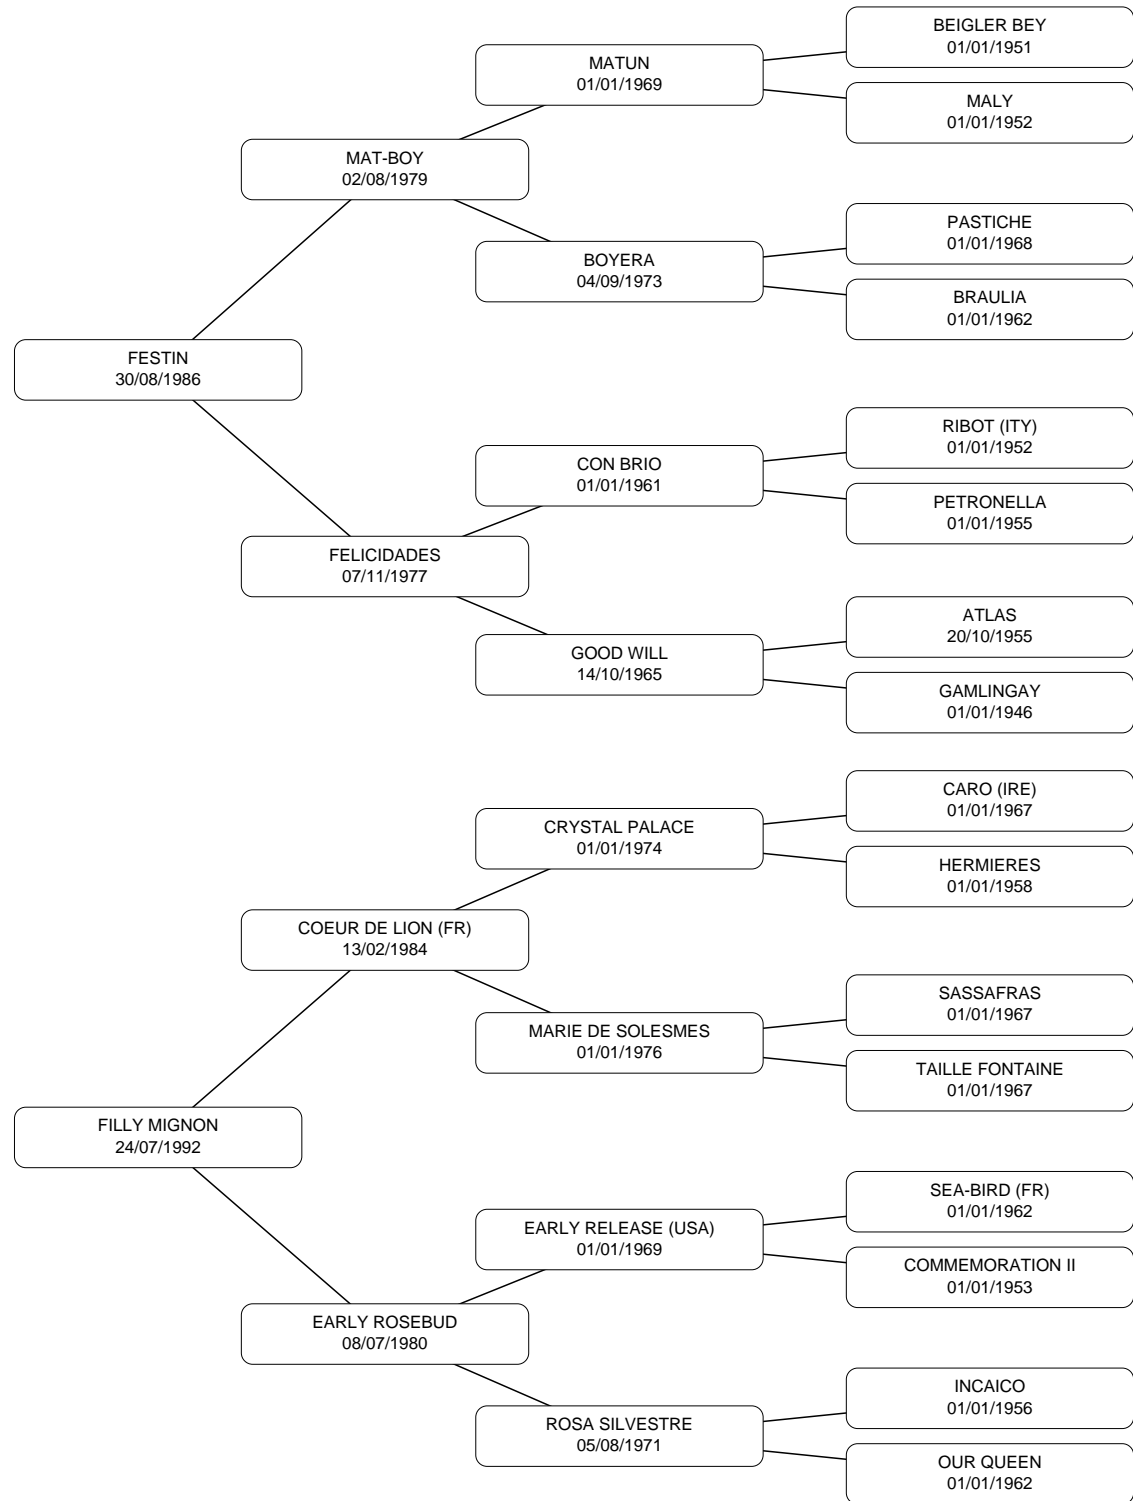 BEIGLER BEY
01/01/1951
MATUN
01/01/1969
MALY
01/01/1952
MAT-BOY
02/08/1979
PASTICHE
01/01/1968
BOYERA
04/09/1973
BRAULIA
01/01/1962
FESTIN
30/08/1986
RIBOT (ITY)
01/01/1952
CON BRIO
01/01/1961
PETRONELLA
01/01/1955
FELICIDADES
07/11/1977
ATLAS
20/10/1955
GOOD WILL
14/10/1965
GAMLINGAY
01/01/1946
CARO (IRE)
01/01/1967
CRYSTAL PALACE
01/01/1974
HERMIERES
01/01/1958
COEUR DE LION (FR)
13/02/1984
SASSAFRAS
01/01/1967
MARIE DE SOLESMES
01/01/1976
TAILLE FONTAINE
01/01/1967
FILLY MIGNON
24/07/1992
SEA-BIRD (FR)
01/01/1962
EARLY RELEASE (USA)
01/01/1969
COMMEMORATION II
01/01/1953
EARLY ROSEBUD
08/07/1980
INCAICO
01/01/1956
ROSA SILVESTRE
05/08/1971
OUR QUEEN
01/01/1962